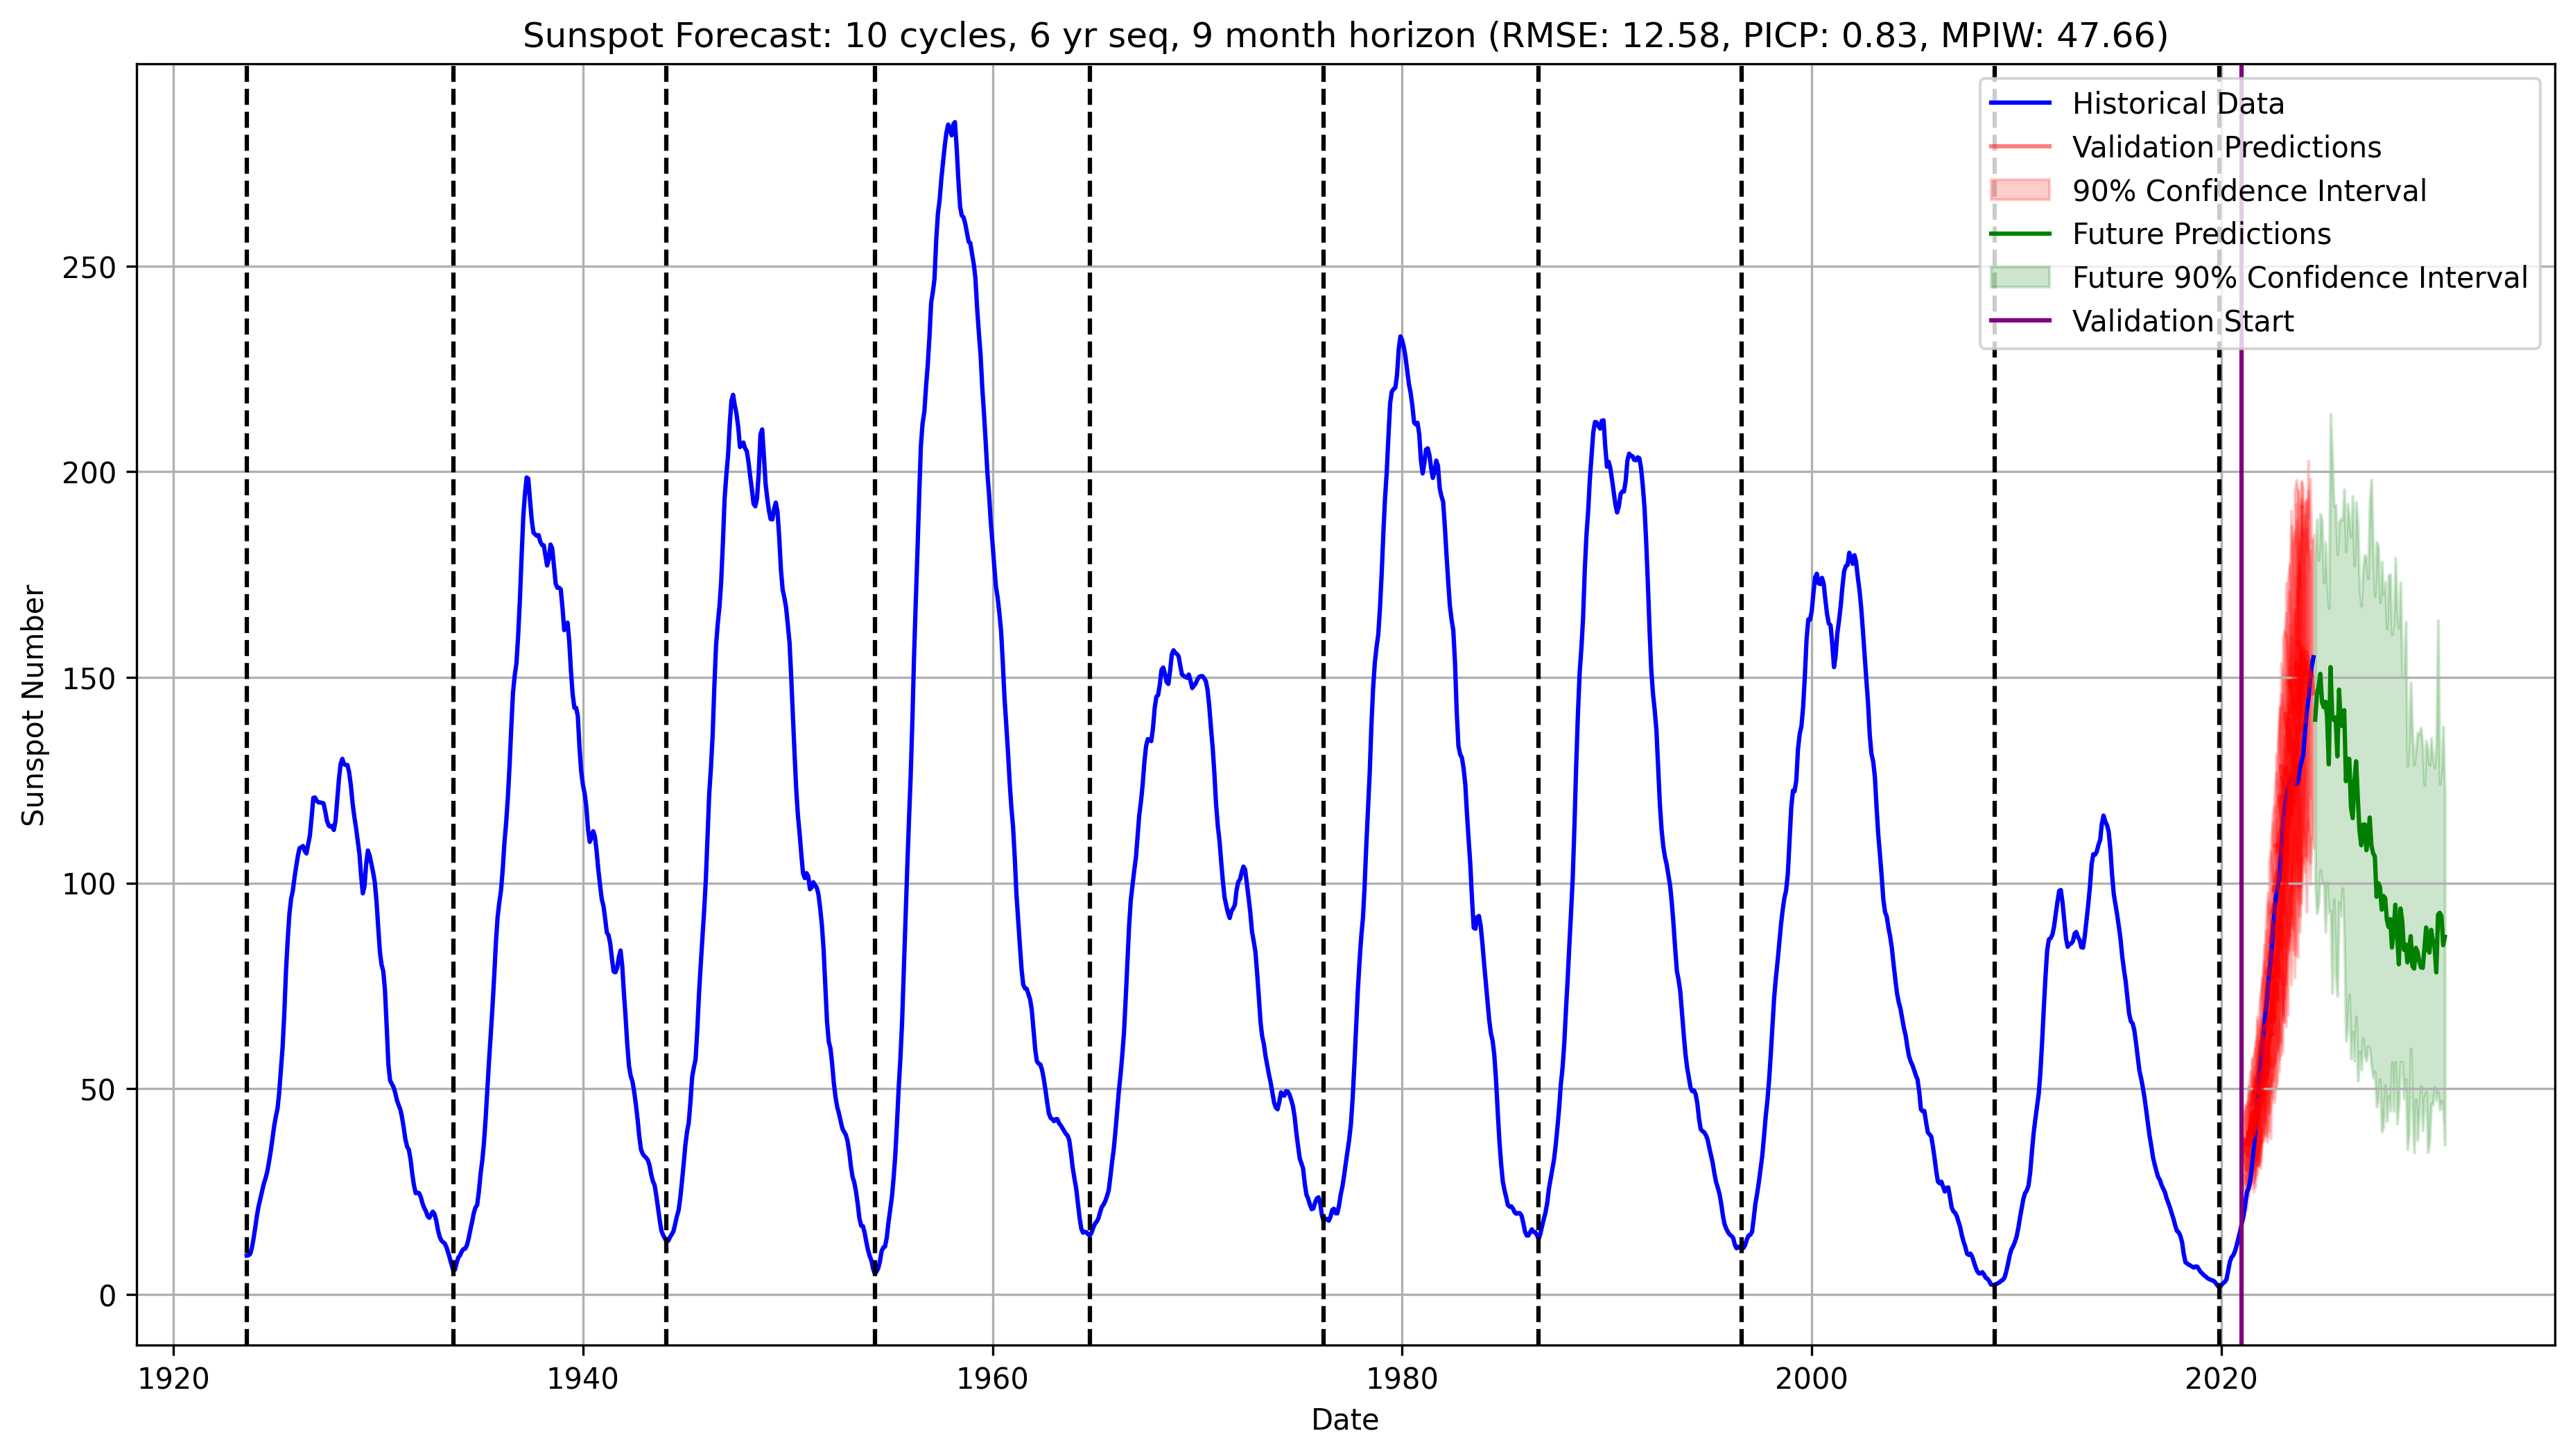 Sunspot Forecast: 10 cycles, 6 yr seq, 9 month horizon (RMSE: 12.58, PICP: 0.83, MPIW: 47.66)
Historical Data
Validation Predictions
90% Confidence Interval
Future Predictions
Future 90% Confidence Interval
Validation Start
Sunspot Number
250
200
150
100
50
0
1920 1940 1960 1980 2000 2020
Date